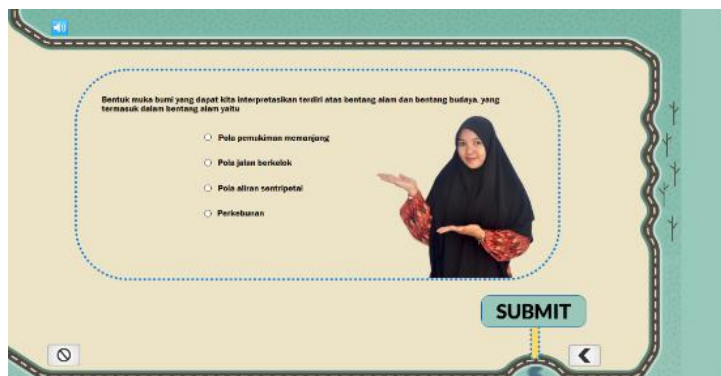 Bentuk muka bumi yang dapat kita interpretasikan terdiri atas bentang alam dan bentang budaya. yang
termasuk dalam bentang alam yaitu
Pola pemukiman memanjang
Pola jalan berkelok
Pola aliran sentripetal
Perkebunan
SUBMIT